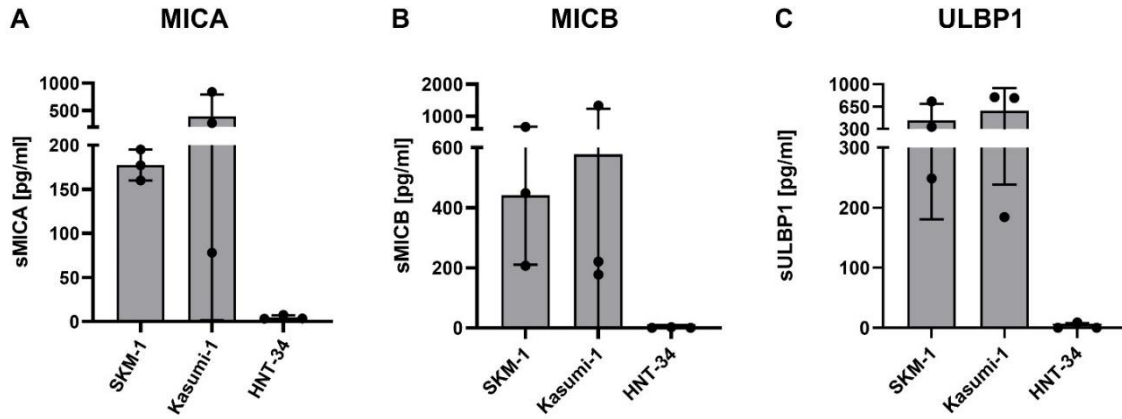 A MICA
sMICA [pg/ml]
1000
500
200
150
100
50
0
SKM-1
Kasumi-1
HNT-34
B MICB
sMICB [pg/ml]
2000
1000
600
400
200
0
SKM-1
Kasumi-1
HNT-34
C ULBP1
sULBP1 [pg/ml]
1000
650
300
300
200
100
0
SKM-1
Kasumi-1
HNT-34